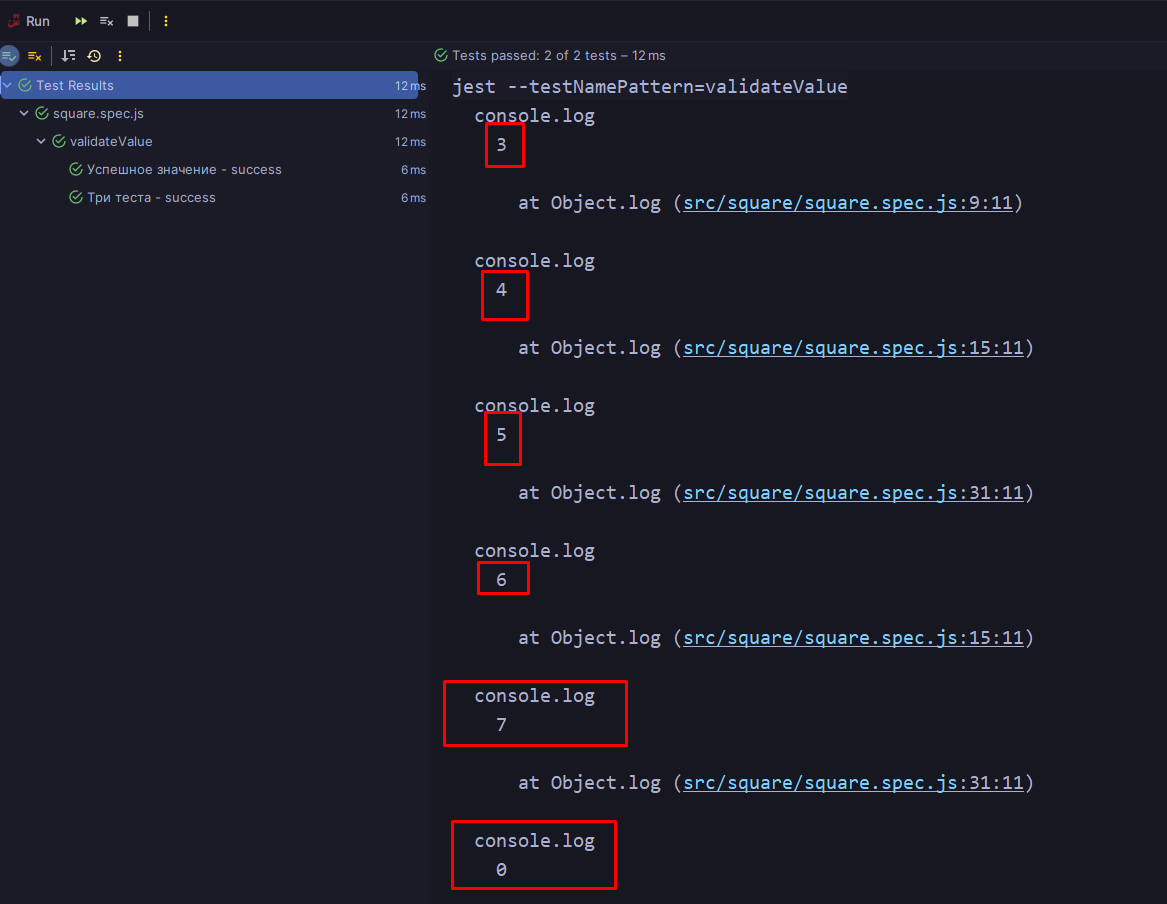 Run
Tests passed: 2 of 2 tests – 12 ms
Test Results 12 ms
square.spec.js 12 ms
validateValue 12 ms
Успешное значение - success 6 ms
Три теста - success 6 ms
jest --testNamePattern=validateValue
console.log
3
at Object.log (src/square/square.spec.js:9:11)
console.log
4
at Object.log (src/square/square.spec.js:15:11)
console.log
5
at Object.log (src/square/square.spec.js:31:11)
console.log
6
at Object.log (src/square/square.spec.js:15:11)
console.log
7
at Object.log (src/square/square.spec.js:31:11)
console.log
0